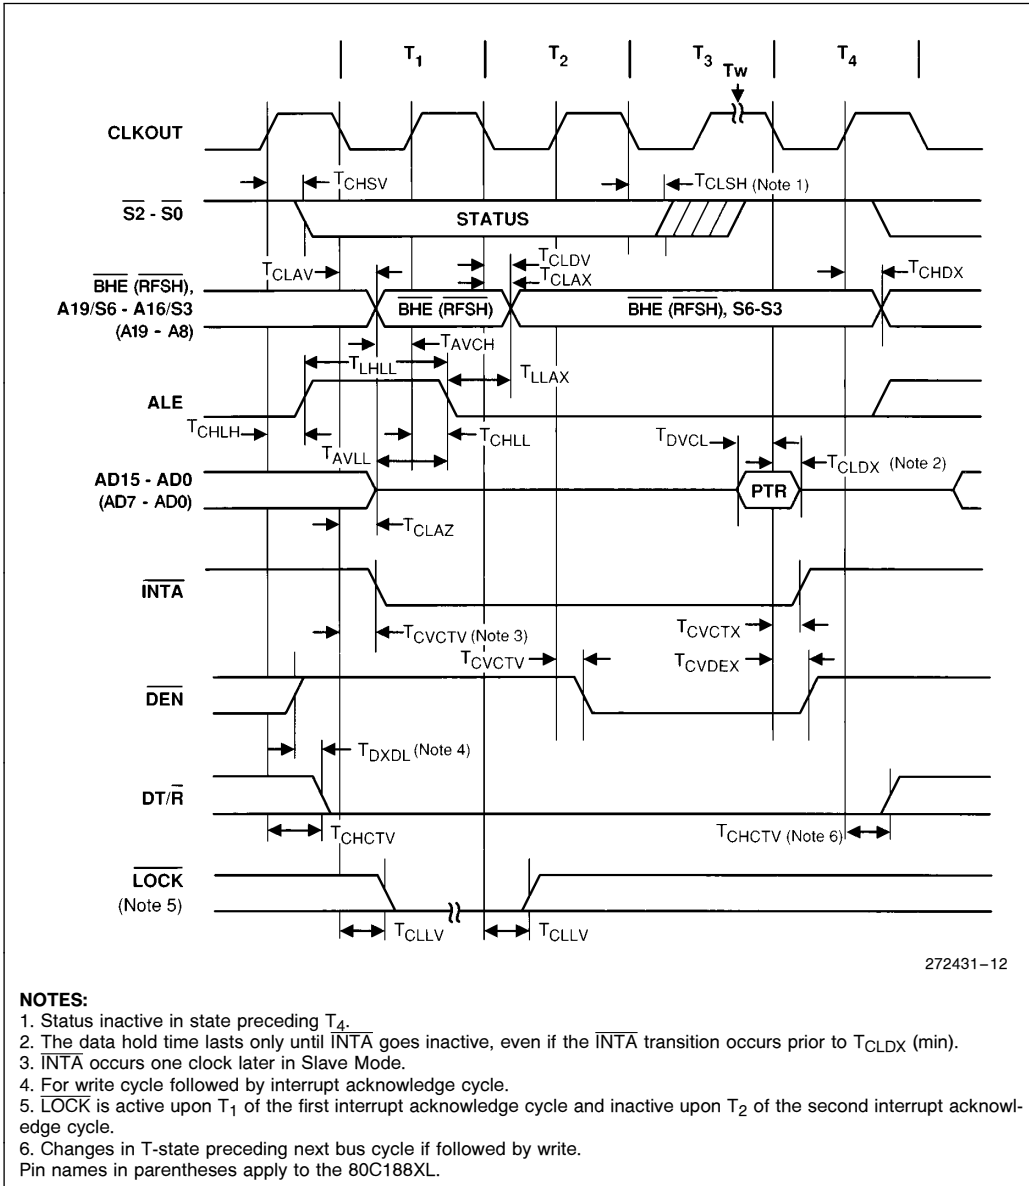 T1 T2 T3 T4
TW
CLKOUT
TCHSV TCLSH (Note 1)
S2 - S0 STATUS
TCLDV
TCLAV TCLAX TCHDX
BHE (RFSH),
A19/S6 - A16/S3 BHE (RFSH) BHE (RFSH), S6-S3
(A19 - A8)
TAVCH
TLHLL
TLLAX
ALE
TCHLH TCHLL TDVCL
TAVLL TCLDX (Note 2)
AD15 - AD0
(AD7 - AD0) PTR
TCLAZ
INTA
TCVCTV (Note 3) TCVCTX
TCVCTV TCVDEX
DEN
TDXDL (Note 4)
DT/R
TCHCTV TCHCTV (Note 6)
LOCK
(Note 5)
TCLLV TCLLV
272431–12
NOTES:
1. Status inactive in state preceding T4.
2. The data hold time lasts only until INTA goes inactive, even if the INTA transition occurs prior to TCLDX (min).
3. INTA occurs one clock later in Slave Mode.
4. For write cycle followed by interrupt acknowledge cycle.
5. LOCK is active upon T1 of the first interrupt acknowledge cycle and inactive upon T2 of the second interrupt acknowl-
edge cycle.
6. Changes in T-state preceding next bus cycle if followed by write.
Pin names in parentheses apply to the 80C188XL.